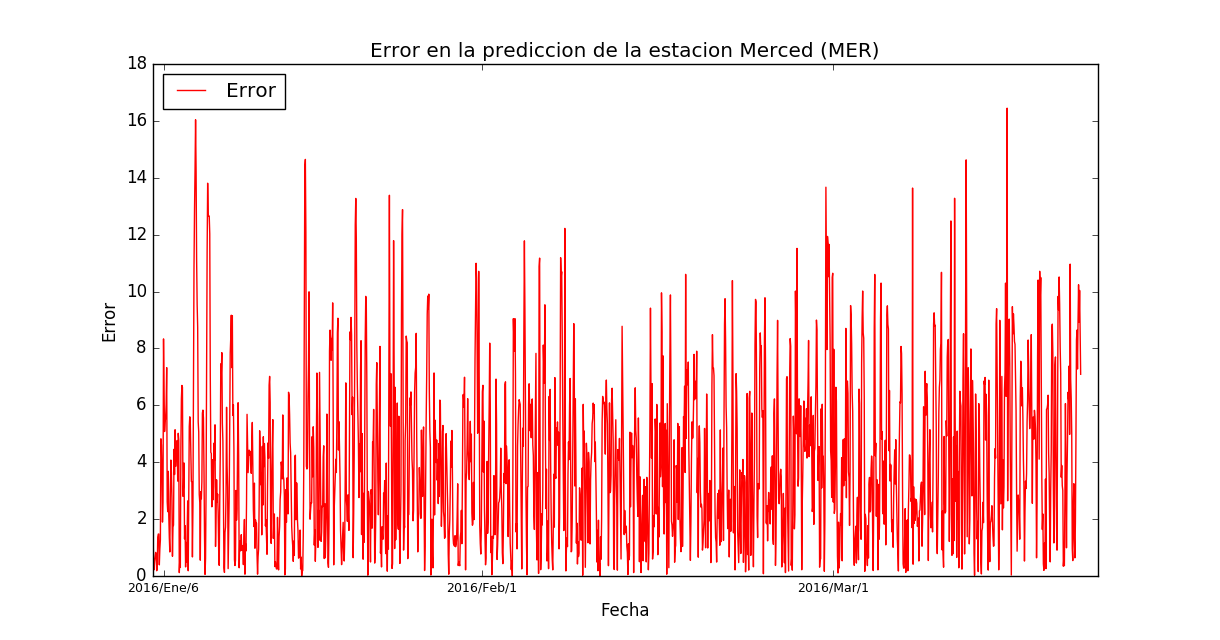 Error en la prediccion de la estacion Merced (MER)
Error
18
16
14
12
10
8
6
4
2
0
Error
2016/Ene/6
2016/Feb/1
2016/Mar/1
Fecha